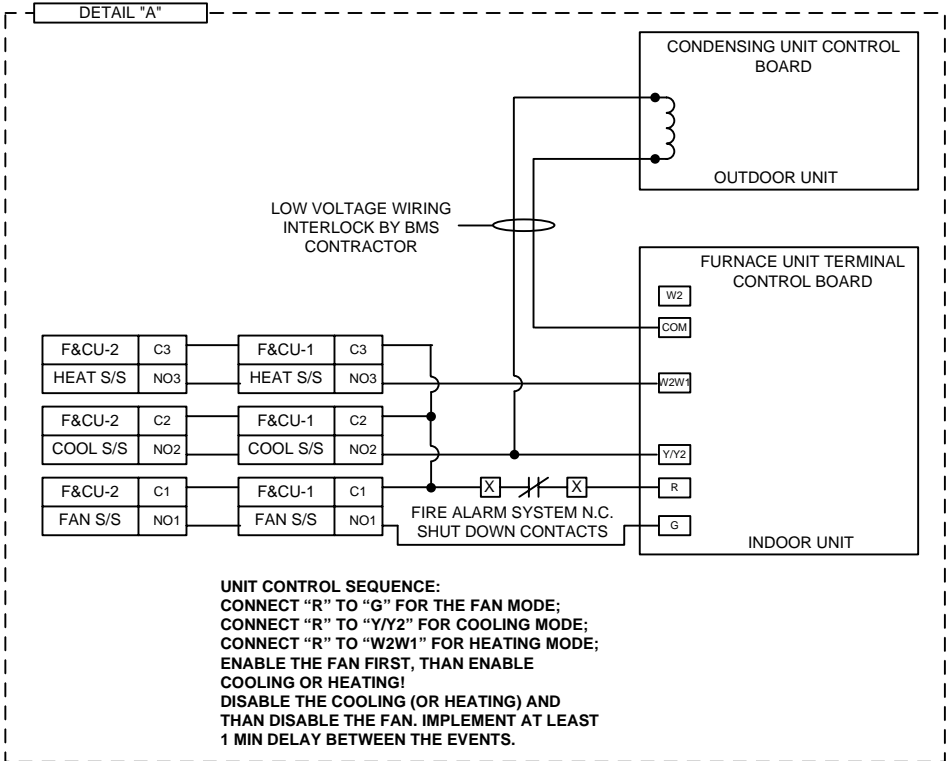 DETAIL "A"
CONDENSING UNIT CONTROL
BOARD
OUTDOOR UNIT
LOW VOLTAGE WIRING
INTERLOCK BY BMS
CONTRACTOR
FURNACE UNIT TERMINAL
CONTROL BOARD
W2
COM
W2W1
Y/Y2
R
G
INDOOR UNIT
F&CU-2 C3 F&CU-1 C3
HEAT S/S NO3 HEAT S/S NO3
F&CU-2 C2 F&CU-1 C2
COOL S/S NO2 COOL S/S NO2
F&CU-2 C1 F&CU-1 C1
FAN S/S NO1 FAN S/S NO1
X X
FIRE ALARM SYSTEM N.C.
SHUT DOWN CONTACTS
UNIT CONTROL SEQUENCE:
CONNECT “R” TO “G” FOR THE FAN MODE;
CONNECT “R” TO “Y/Y2” FOR COOLING MODE;
CONNECT “R” TO “W2W1” FOR HEATING MODE;
ENABLE THE FAN FIRST, THAN ENABLE
COOLING OR HEATING!
DISABLE THE COOLING (OR HEATING) AND
THAN DISABLE THE FAN. IMPLEMENT AT LEAST
1 MIN DELAY BETWEEN THE EVENTS.